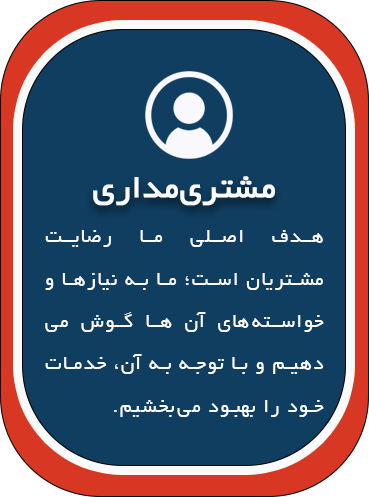 مشتری‌مداری
هدف اصلی ما رضایت
مشتریان است؛ ما به نیازها و
خواسته‌های آن ها گوش می
دهیم و با توجه به آن، خدمات
خود را بهبود می‌بخشیم.